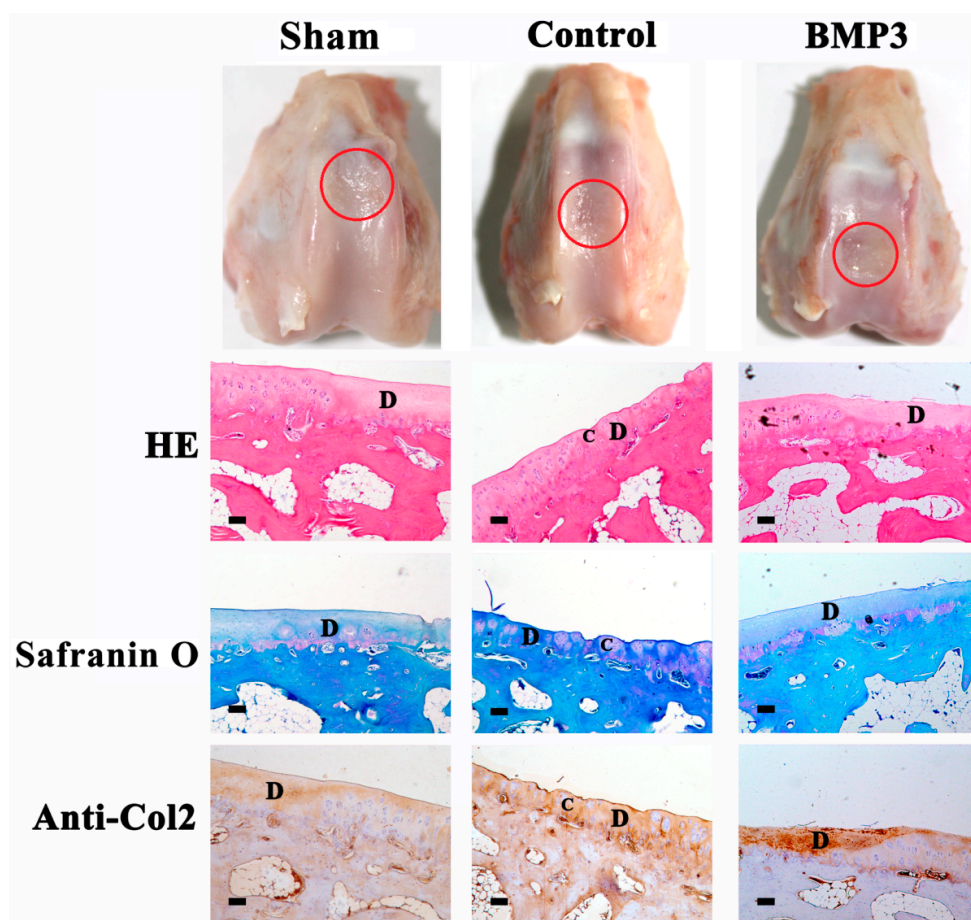 Sham Control BMP3
HE
D
C D
D
Safranin O
D
D C
D
Anti-Col2
D
C D
D